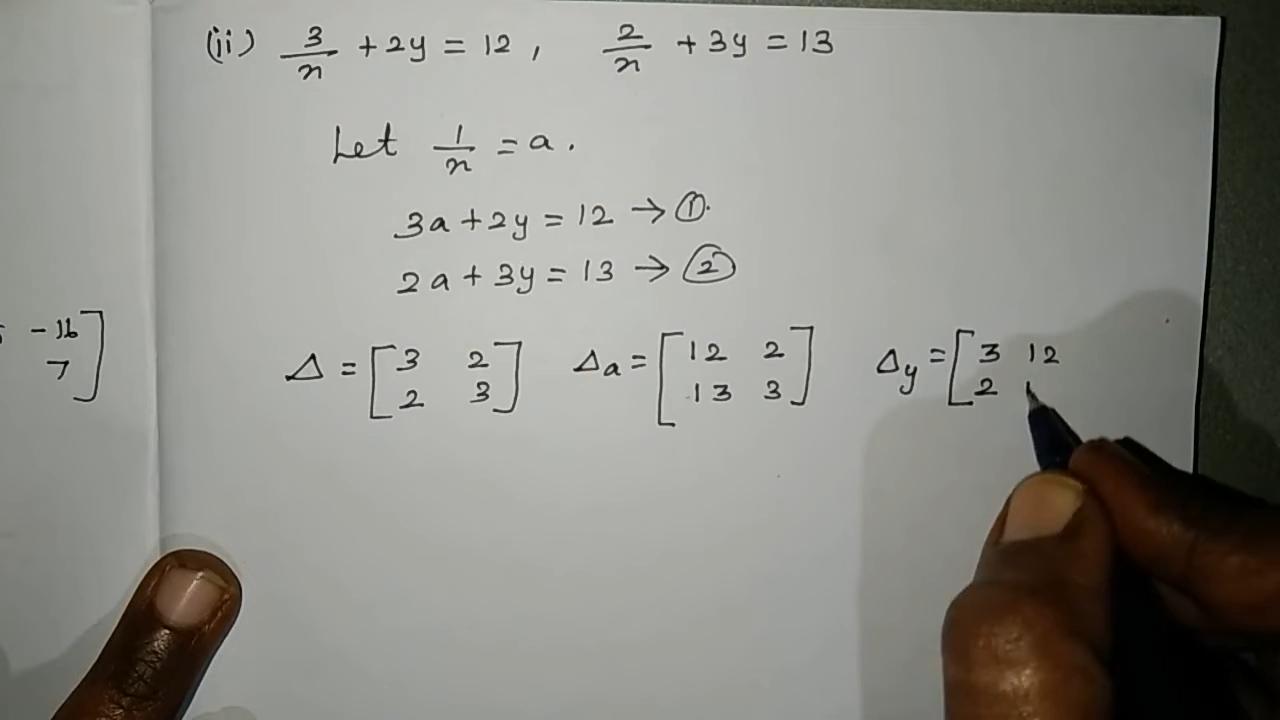 (ii) 3/x + 2y = 12 , 2/x + 3y = 13
Let 1/x = a .
3a + 2y = 12 → ①.
2a + 3y = 13 → ②
-16] 
7]
Δ = [3 2 Δa = [12 2 Δy = [3 12
2 3] 13 3] 2 1